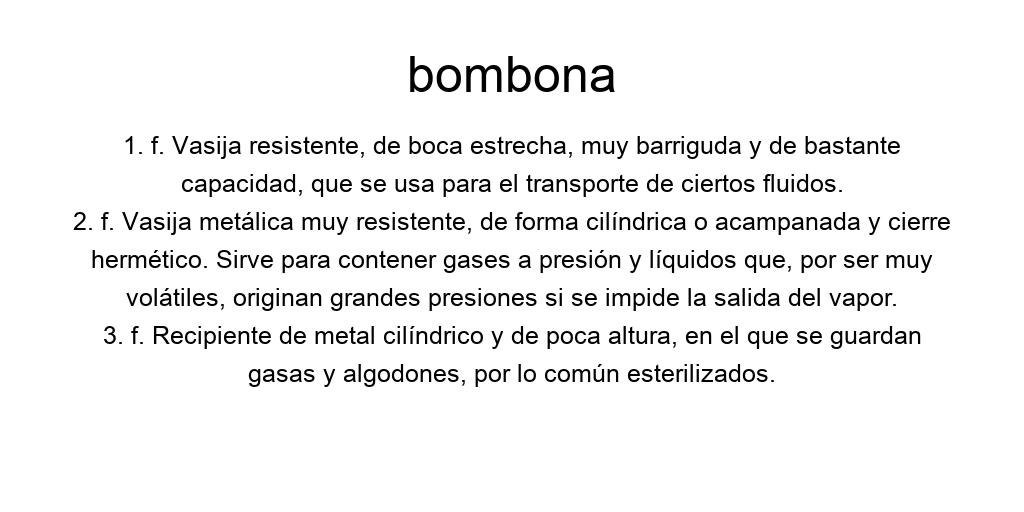 bombona
1. f. Vasija resistente, de boca estrecha, muy barriguda y de bastante
capacidad, que se usa para el transporte de ciertos fluidos.
2. f. Vasija metálica muy resistente, de forma cilíndrica o acampanada y cierre
hermético. Sirve para contener gases a presión y líquidos que, por ser muy
volátiles, originan grandes presiones si se impide la salida del vapor.
3. f. Recipiente de metal cilíndrico y de poca altura, en el que se guardan
gasas y algodones, por lo común esterilizados.